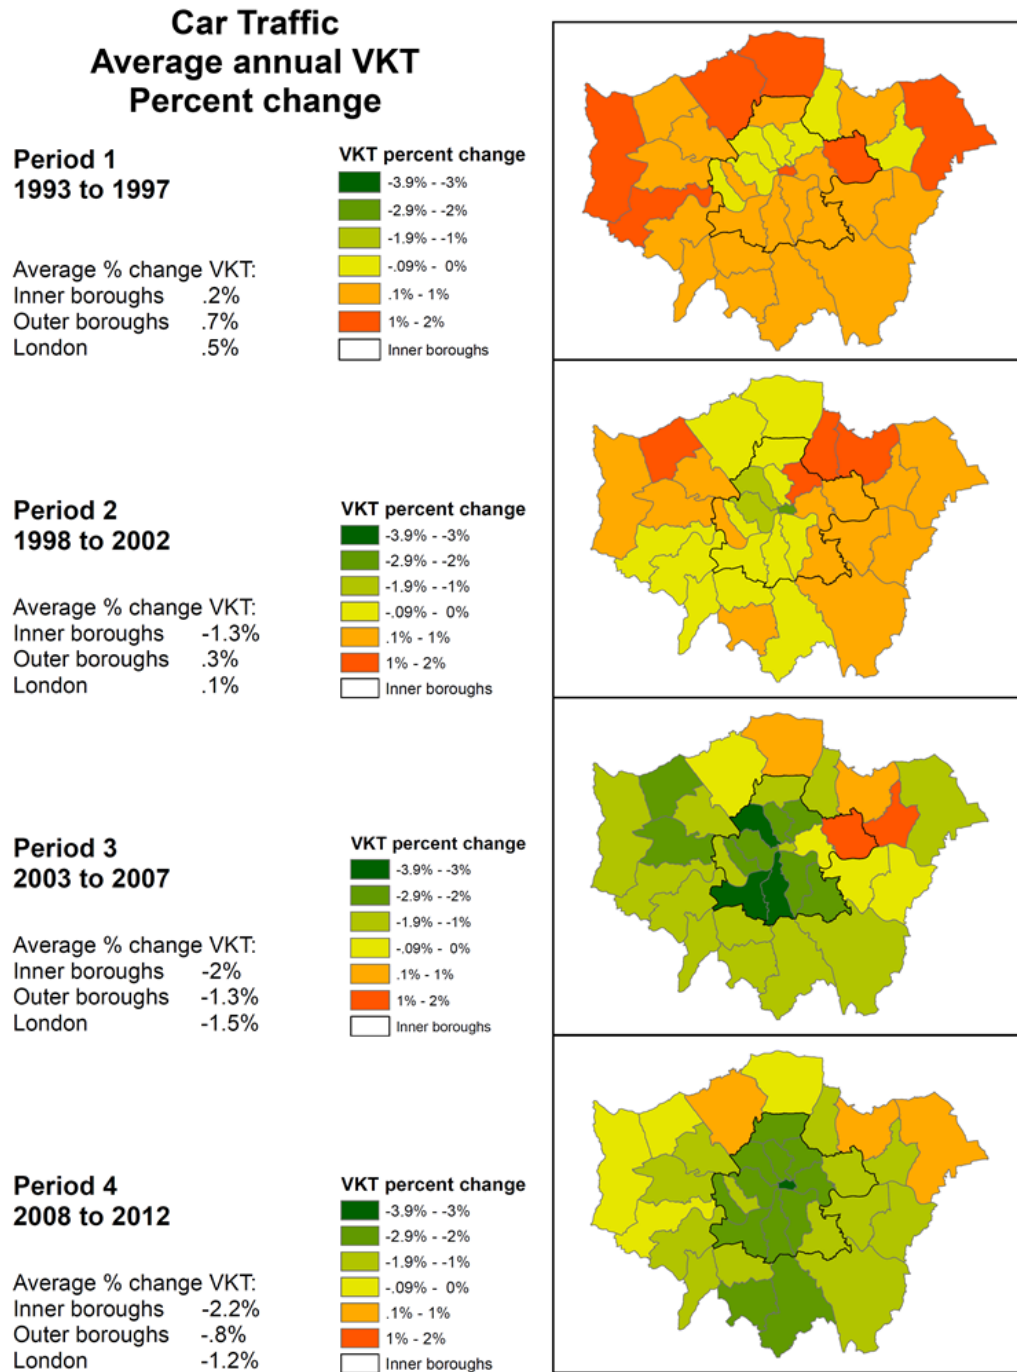 Car Traffic
Average annual VKT
Percent change
Period 1
1993 to 1997
Average % change VKT:
Inner boroughs .2%
Outer boroughs .7%
London .5%
VKT percent change
-3.9% - -3%
-2.9% - -2%
-1.9% - -1%
-.09% - 0%
.1% - 1%
1% - 2%
Inner boroughs
Period 2
1998 to 2002
Average % change VKT:
Inner boroughs -1.3%
Outer boroughs .3%
London .1%
VKT percent change
-3.9% - -3%
-2.9% - -2%
-1.9% - -1%
-.09% - 0%
.1% - 1%
1% - 2%
Inner boroughs
Period 3
2003 to 2007
Average % change VKT:
Inner boroughs -2%
Outer boroughs -1.3%
London -1.5%
VKT percent change
-3.9% - -3%
-2.9% - -2%
-1.9% - -1%
-.09% - 0%
.1% - 1%
1% - 2%
Inner boroughs
Period 4
2008 to 2012
Average % change VKT:
Inner boroughs -2.2%
Outer boroughs -.8%
London -1.2%
VKT percent change
-3.9% - -3%
-2.9% - -2%
-1.9% - -1%
-.09% - 0%
.1% - 1%
1% - 2%
Inner boroughs